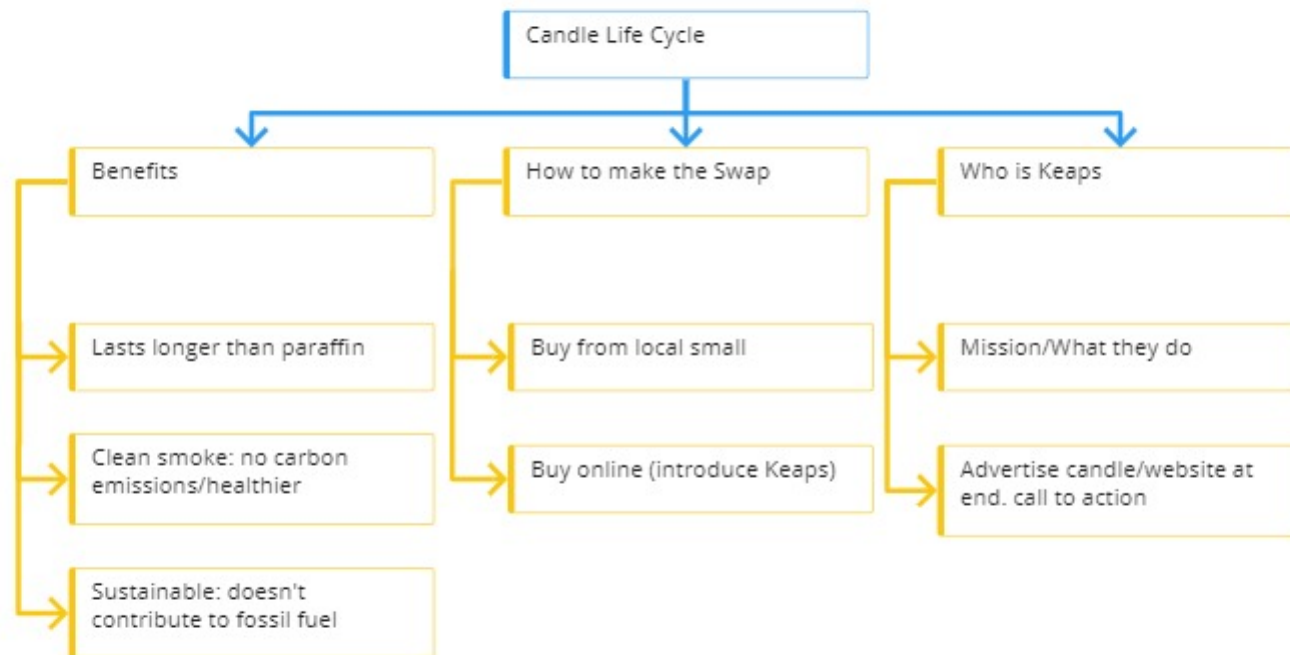 Candle Life Cycle
Benefits
How to make the Swap
Who is Keaps
Lasts longer than paraffin
Buy from local small
Mission/What they do
Clean smoke: no carbon
emissions/healthier
Buy online (introduce Keaps)
Advertise candle/website at
end. call to action
Sustainable: doesn't
contribute to fossil fuel